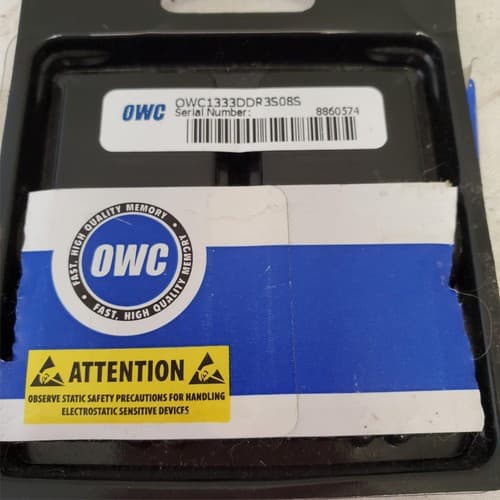 OWC
OWC1333DDR3S08S
Serial Number: 8860574
FAST, HIGH QUALITY MEMORY •
OWC
FAST, HIGH QUALITY MEMORY •
ATTENTION
OBSERVE STATIC SAFETY PRECAUTIONS FOR HANDLING
ELECTROSTATIC SENSITIVE DEVICES